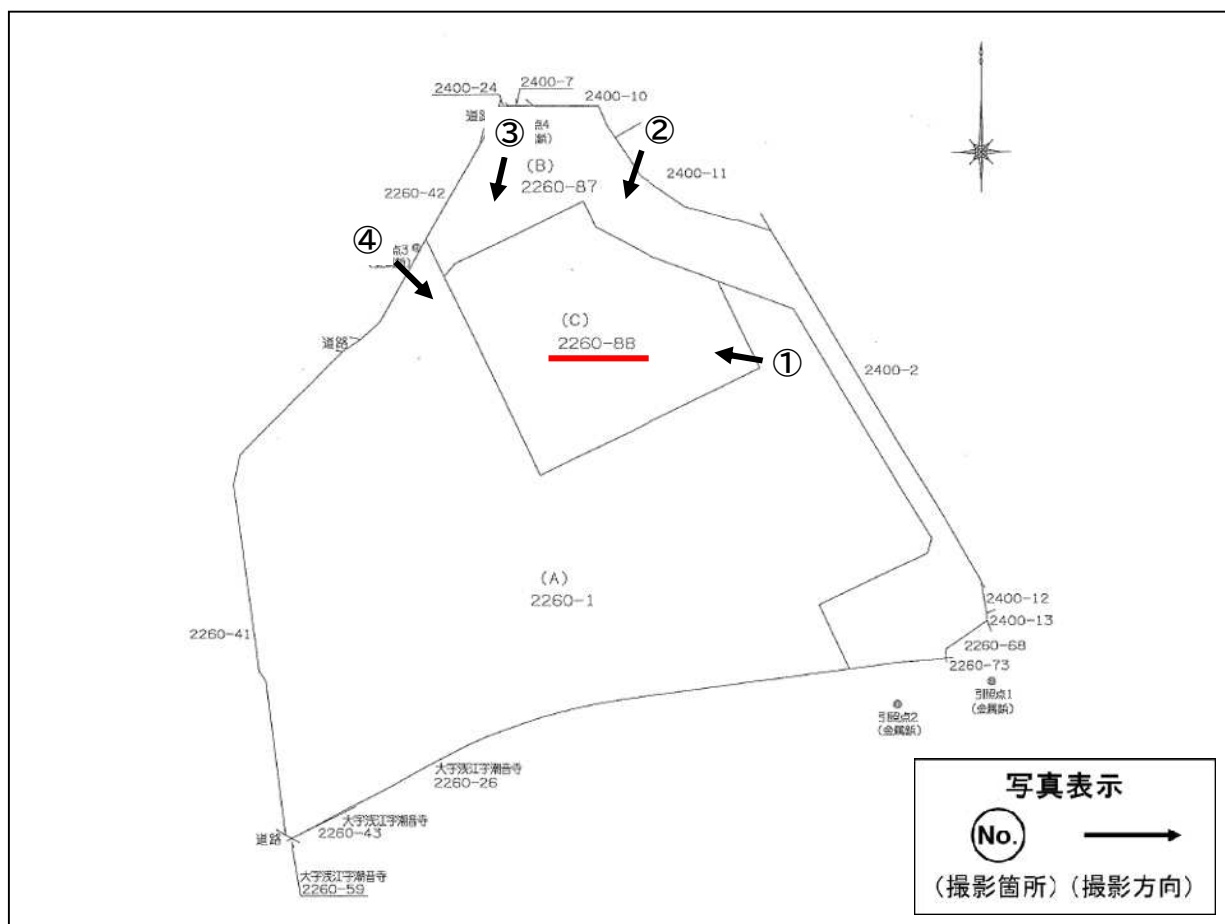 2400-24
2400-7
2400-10
③
点4
②
(B)
2260-87
2400-11
2260-42
④
点3
(C)
2260-88
①
道路
2400-2
(A)
2260-1
2260-41
2400-12
2400-13
2260-68
2260-73
引照点1
(金属鋲)
引照点2
(金属鋲)
大字浅江字潮音寺
2260-26
大字浅江字潮音寺
2260-43
道路
大字浅江字潮音寺
2260-59
写真表示
No.
(撮影箇所) (撮影方向)